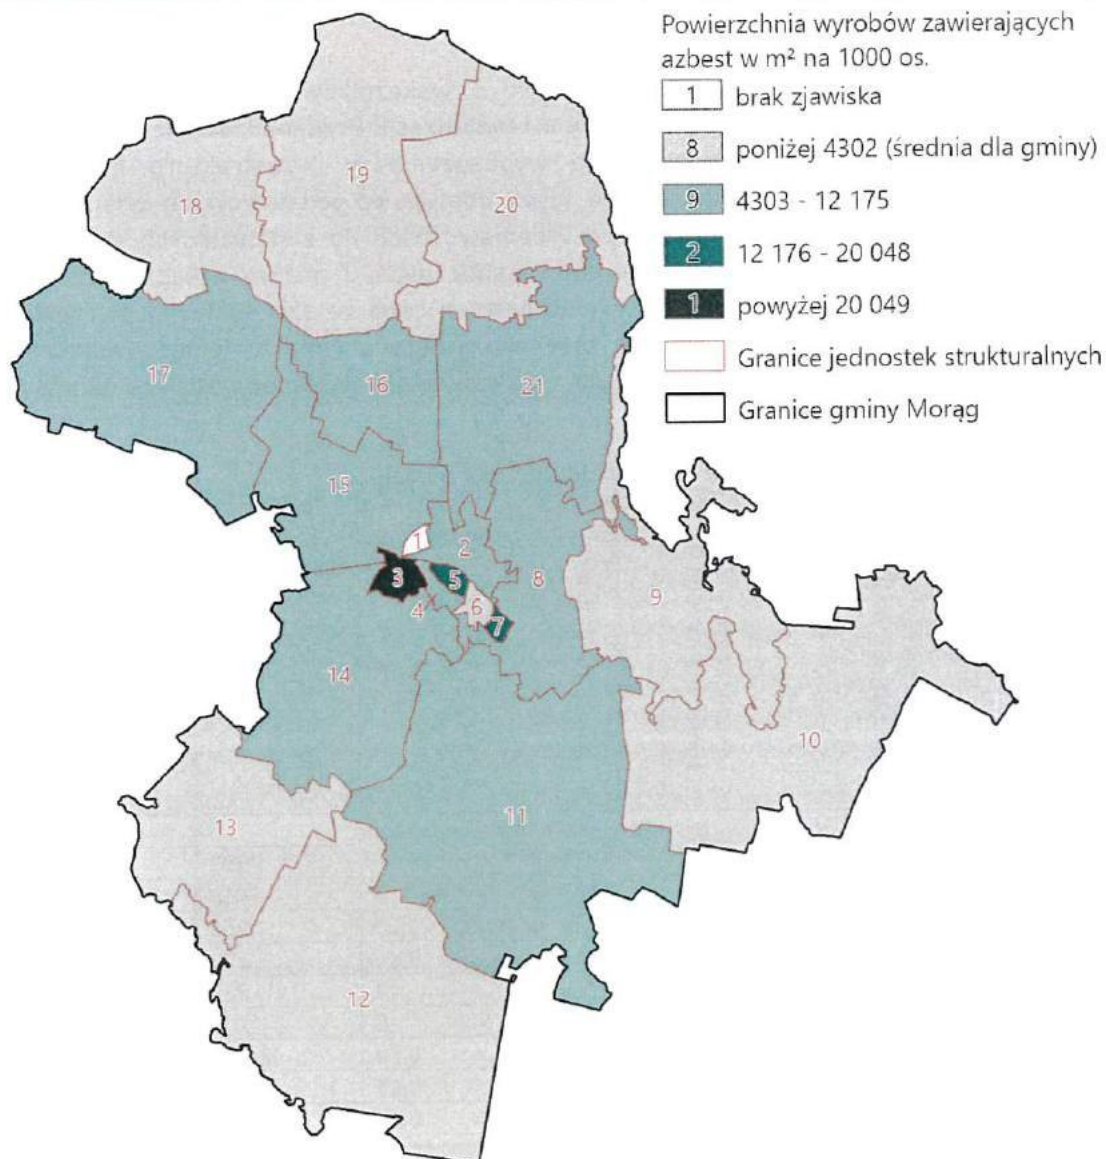 Powierzchnia wyrobów zawierających
azbest w m² na 1000 os.
1 brak zjawiska
8 poniżej 4302 (średnia dla gminy)
9 4303 - 12 175
2 12 176 - 20 048
1 powyżej 20 049
Granice jednostek strukturalnych
Granice gminy Morąg
19
18
20
17
16
21
15
1
2
3
5
8
4
6
7
9
14
10
11
13
12